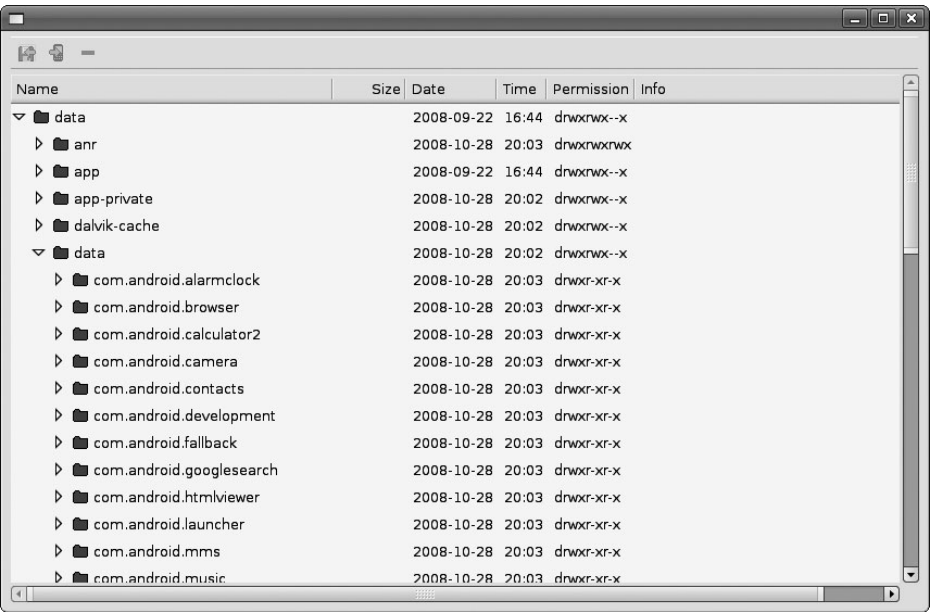 Name Size Date Time Permission Info
data 2008-09-22 16:44 drwxrwx--x
anr 2008-10-28 20:03 drwxrwxrwx
app 2008-09-22 16:44 drwxrwx--x
app-private 2008-10-28 20:02 drwxrwx--x
dalvik-cache 2008-10-28 20:02 drwxrwx--x
data 2008-10-28 20:02 drwxrwx--x
com.android.alarmclock 2008-10-28 20:03 drwxr-xr-x
com.android.browser 2008-10-28 20:03 drwxr-xr-x
com.android.calculator2 2008-10-28 20:03 drwxr-xr-x
com.android.camera 2008-10-28 20:03 drwxr-xr-x
com.android.contacts 2008-10-28 20:03 drwxr-xr-x
com.android.development 2008-10-28 20:03 drwxr-xr-x
com.android.fallback 2008-10-28 20:03 drwxr-xr-x
com.android.googlesearch 2008-10-28 20:03 drwxr-xr-x
com.android.htmlviewer 2008-10-28 20:03 drwxr-xr-x
com.android.launcher 2008-10-28 20:03 drwxr-xr-x
com.android.mms 2008-10-28 20:03 drwxr-xr-x
com.android.music 2008-10-28 20:03 drwxr-xr-x